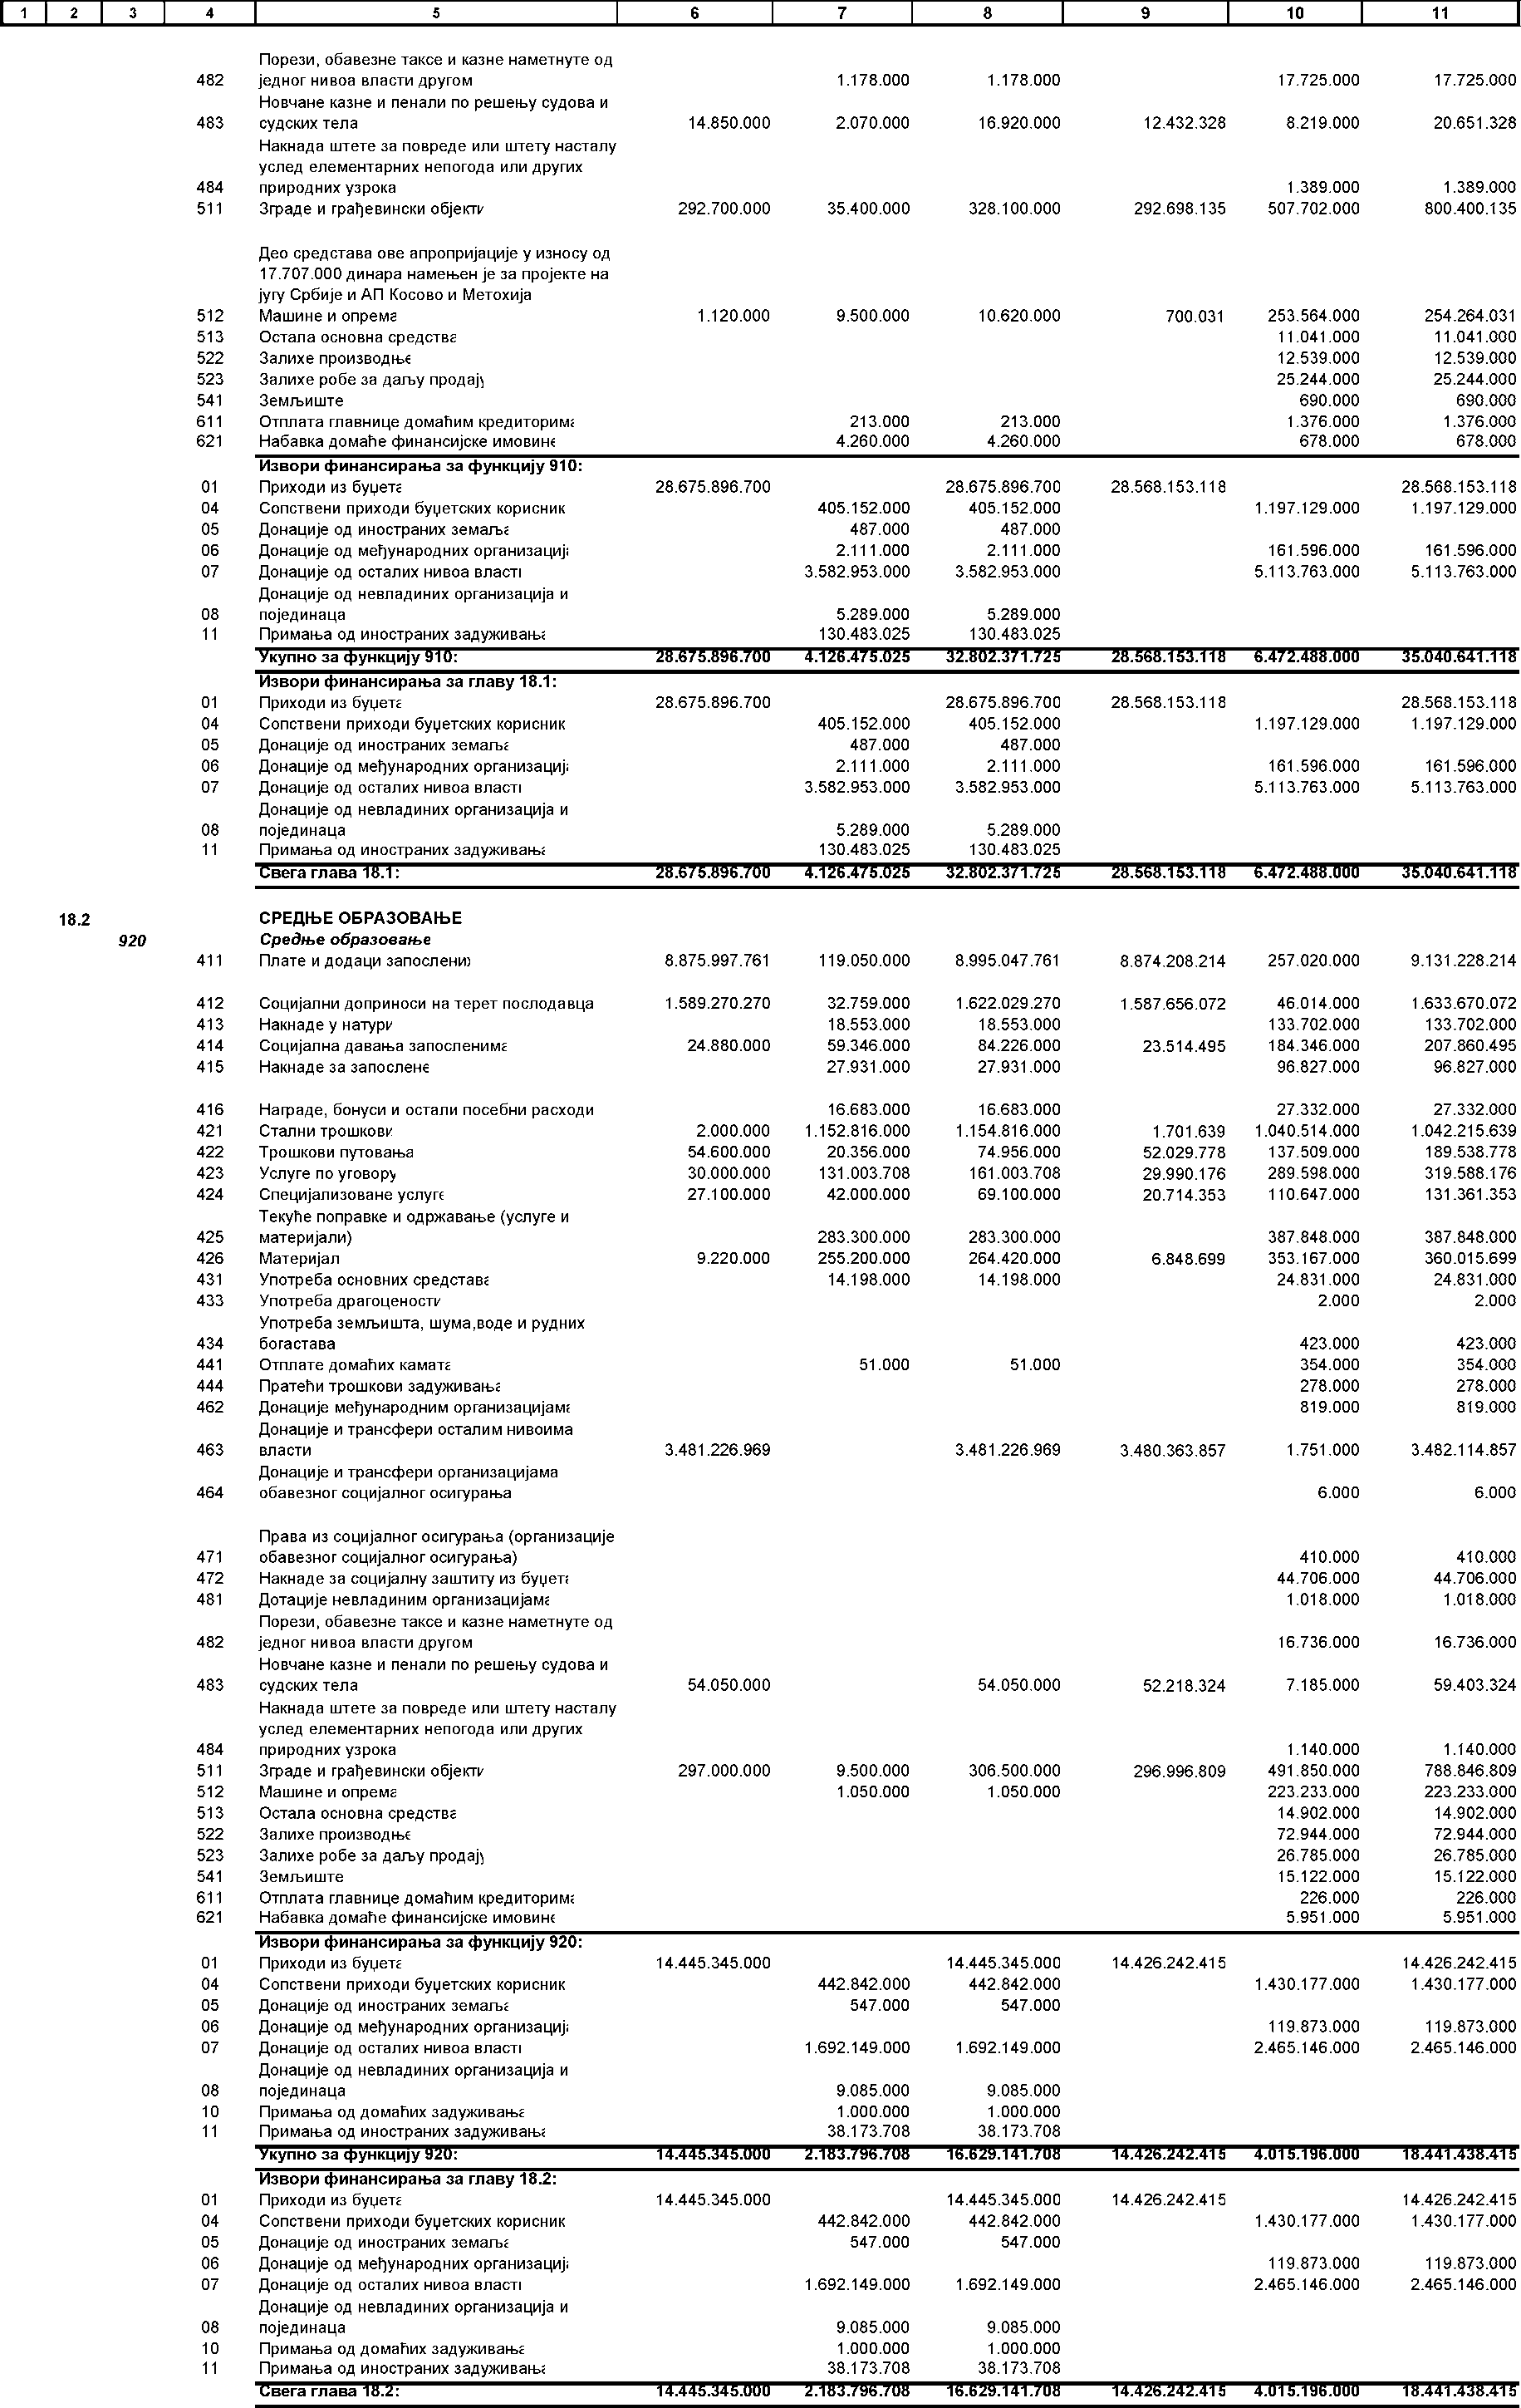 1 2 3 4 5 6 7 8 9 10 11
Порези, обавезне таксе и казне наметнуте од
482 једног нивоа власти другом 1.178.000 1.178.000 17.725.000 17.725.000
Новчане казне и пенали по решењу судова и
483 судских тела 14.850.000 2.070.000 16.920.000 12.432.328 8.219.000 20.651.328
Накнада штете за повреде или штету насталу
услед елементарних непогода или других
484 природних узрока 1.389.000 1.389.000
511 Зграде и грађевински објекти 292.700.000 35.400.000 328.100.000 292.698.135 507.702.000 800.400.135
Део средстава ове апропријације у износу од
17.707.000 динара намењен је за пројекте на
југу Србије и АП Косово и Метохија
512 Машине и опрема 1.120.000 9.500.000 10.620.000 700.031 253.564.000 254.264.031
513 Остала основна средства 11.041.000 11.041.000
522 Залихе производње 12.539.000 12.539.000
523 Залихе робе за даљу продају 25.244.000 25.244.000
541 Земљиште 690.000 690.000
611 Отплата главнице домаћим кредиторима 213.000 213.000 1.376.000 1.376.000
621 Набавка домаће финансијске имовине 4.260.000 4.260.000 678.000 678.000
Извори финансирања за функцију 910:
01 Приходи из буџета 28.675.896.700 28.675.896.700 28.568.153.118 28.568.153.118
04 Сопствени приходи буџетских корисник 405.152.000 405.152.000 1.197.129.000 1.197.129.000
05 Донације од иностраних земаља 487.000 487.000
06 Донације од међународних организациј 2.111.000 2.111.000 161.596.000 161.596.000
07 Донације од осталих нивоа власти 3.582.953.000 3.582.953.000 5.113.763.000 5.113.763.000
Донације од невладиних организација и
08 појединаца 5.289.000 5.289.000
11 Примања од иностраних задуживања 130.483.025 130.483.025
Укупно за функцију 910: 28.675.896.700 4.126.475.025 32.802.371.725 28.568.153.118 6.472.488.000 35.040.641.118
Извори финансирања за главу 18.1:
01 Приходи из буџета 28.675.896.700 28.675.896.700 28.568.153.118 28.568.153.118
04 Сопствени приходи буџетских корисник 405.152.000 405.152.000 1.197.129.000 1.197.129.000
05 Донације од иностраних земаља 487.000 487.000
06 Донације од међународних организациј 2.111.000 2.111.000 161.596.000 161.596.000
07 Донације од осталих нивоа власти 3.582.953.000 3.582.953.000 5.113.763.000 5.113.763.000
Донације од невладиних организација и
08 појединаца 5.289.000 5.289.000
11 Примања од иностраних задуживања 130.483.025 130.483.025
Свега глава 18.1: 28.675.896.700 4.126.475.025 32.802.371.725 28.568.153.118 6.472.488.000 35.040.641.118
18.2 СРЕДЊЕ ОБРАЗОВАЊЕ
920 Средње образовање
411 Плате и додаци запослених 8.875.997.761 119.050.000 8.995.047.761 8.874.208.214 257.020.000 9.131.228.214
412 Социјални доприноси на терет послодавца 1.589.270.270 32.759.000 1.622.029.270 1.587.656.072 46.014.000 1.633.670.072
413 Накнаде у натури 18.553.000 18.553.000 133.702.000 133.702.000
414 Социјална давања запосленима 24.880.000 59.346.000 84.226.000 23.514.495 184.346.000 207.860.495
415 Накнаде за запослене 27.931.000 27.931.000 96.827.000 96.827.000
416 Награде, бонуси и остали посебни расходи 16.683.000 16.683.000 27.332.000 27.332.000
421 Стални трошкови 2.000.000 1.152.816.000 1.154.816.000 1.701.639 1.040.514.000 1.042.215.639
422 Трошкови путовања 54.600.000 20.356.000 74.956.000 52.029.778 137.509.000 189.538.778
423 Услуге по уговору 30.000.000 131.003.708 161.003.708 29.990.176 289.598.000 319.588.176
424 Специјализоване услуге 27.100.000 42.000.000 69.100.000 20.714.353 110.647.000 131.361.353
Текуће поправке и одржавање (услуге и
425 материјали) 283.300.000 283.300.000 387.848.000 387.848.000
426 Материјал 9.220.000 255.200.000 264.420.000 6.848.699 353.167.000 360.015.699
431 Употреба основних средстава 14.198.000 14.198.000 24.831.000 24.831.000
433 Употреба драгоцености 2.000 2.000
Употреба земљишта, шума,воде и рудних
434 богастава 423.000 423.000
441 Отплате домаћих камата 51.000 51.000 354.000 354.000
444 Пратећи трошкови задуживања 278.000 278.000
462 Донације међународним организацијама 819.000 819.000
Донације и трансфери осталим нивоима
463 власти 3.481.226.969 3.481.226.969 3.480.363.857 1.751.000 3.482.114.857
Донације и трансфери организацијама
464 обавезног социјалног осигурања 6.000 6.000
Права из социјалног осигурања (организације
471 обавезног социјалног осигурања) 410.000 410.000
472 Накнаде за социјалну заштиту из буџета 44.706.000 44.706.000
481 Дотације невладиним организацијама 1.018.000 1.018.000
Порези, обавезне таксе и казне наметнуте од
482 једног нивоа власти другом 16.736.000 16.736.000
Новчане казне и пенали по решењу судова и
483 судских тела 54.050.000 54.050.000 52.218.324 7.185.000 59.403.324
Накнада штете за повреде или штету насталу
услед елементарних непогода или других
484 природних узрока 1.140.000 1.140.000
511 Зграде и грађевински објекти 297.000.000 9.500.000 306.500.000 296.996.809 491.850.000 788.846.809
512 Машине и опрема 1.050.000 1.050.000 223.233.000 223.233.000
513 Остала основна средства 14.902.000 14.902.000
522 Залихе производње 72.944.000 72.944.000
523 Залихе робе за даљу продају 26.785.000 26.785.000
541 Земљиште 15.122.000 15.122.000
611 Отплата главнице домаћим кредиторима 226.000 226.000
621 Набавка домаће финансијске имовине 5.951.000 5.951.000
Извори финансирања за функцију 920:
01 Приходи из буџета 14.445.345.000 14.445.345.000 14.426.242.415 14.426.242.415
04 Сопствени приходи буџетских корисник 442.842.000 442.842.000 1.430.177.000 1.430.177.000
05 Донације од иностраних земаља 547.000 547.000
06 Донације од међународних организациј 119.873.000 119.873.000
07 Донације од осталих нивоа власти 1.692.149.000 1.692.149.000 2.465.146.000 2.465.146.000
Донације од невладиних организација и
08 појединаца 9.085.000 9.085.000
10 Примања од домаћих задуживања 1.000.000 1.000.000
11 Примања од иностраних задуживања 38.173.708 38.173.708
Укупно за функцију 920: 14.445.345.000 2.183.796.708 16.629.141.708 14.426.242.415 4.015.196.000 18.441.438.415
Извори финансирања за главу 18.2:
01 Приходи из буџета 14.445.345.000 14.445.345.000 14.426.242.415 14.426.242.415
04 Сопствени приходи буџетских корисник 442.842.000 442.842.000 1.430.177.000 1.430.177.000
05 Донације од иностраних земаља 547.000 547.000
06 Донације од међународних организациј 119.873.000 119.873.000
07 Донације од осталих нивоа власти 1.692.149.000 1.692.149.000 2.465.146.000 2.465.146.000
Донације од невладиних организација и
08 појединаца 9.085.000 9.085.000
10 Примања од домаћих задуживања 1.000.000 1.000.000
11 Примања од иностраних задуживања 38.173.708 38.173.708
Свега глава 18.2: 14.445.345.000 2.183.796.708 16.629.141.708 14.426.242.415 4.015.196.000 18.441.438.415